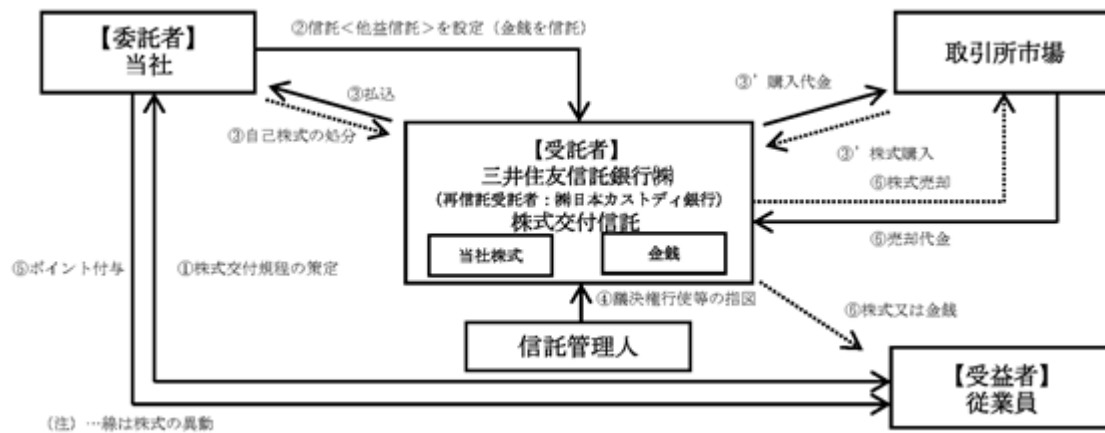 【委託者】
当社
②信託<他益信託>を設定（金銭を信託）
取引所市場
③払込
③自己株式の処分
③’購入代金
③’株式購入
【受託者】
三井住友信託銀行㈱
（再信託受託者：㈱日本カストディ銀行）
株式交付信託
当社株式
金銭
⑥株式売却
⑥売却代金
⑤ポイント付与
①株式交付規程の策定
④議決権行使等の指図
⑥株式又は金銭
信託管理人
【受益者】
従業員
（注）…線は株式の異動